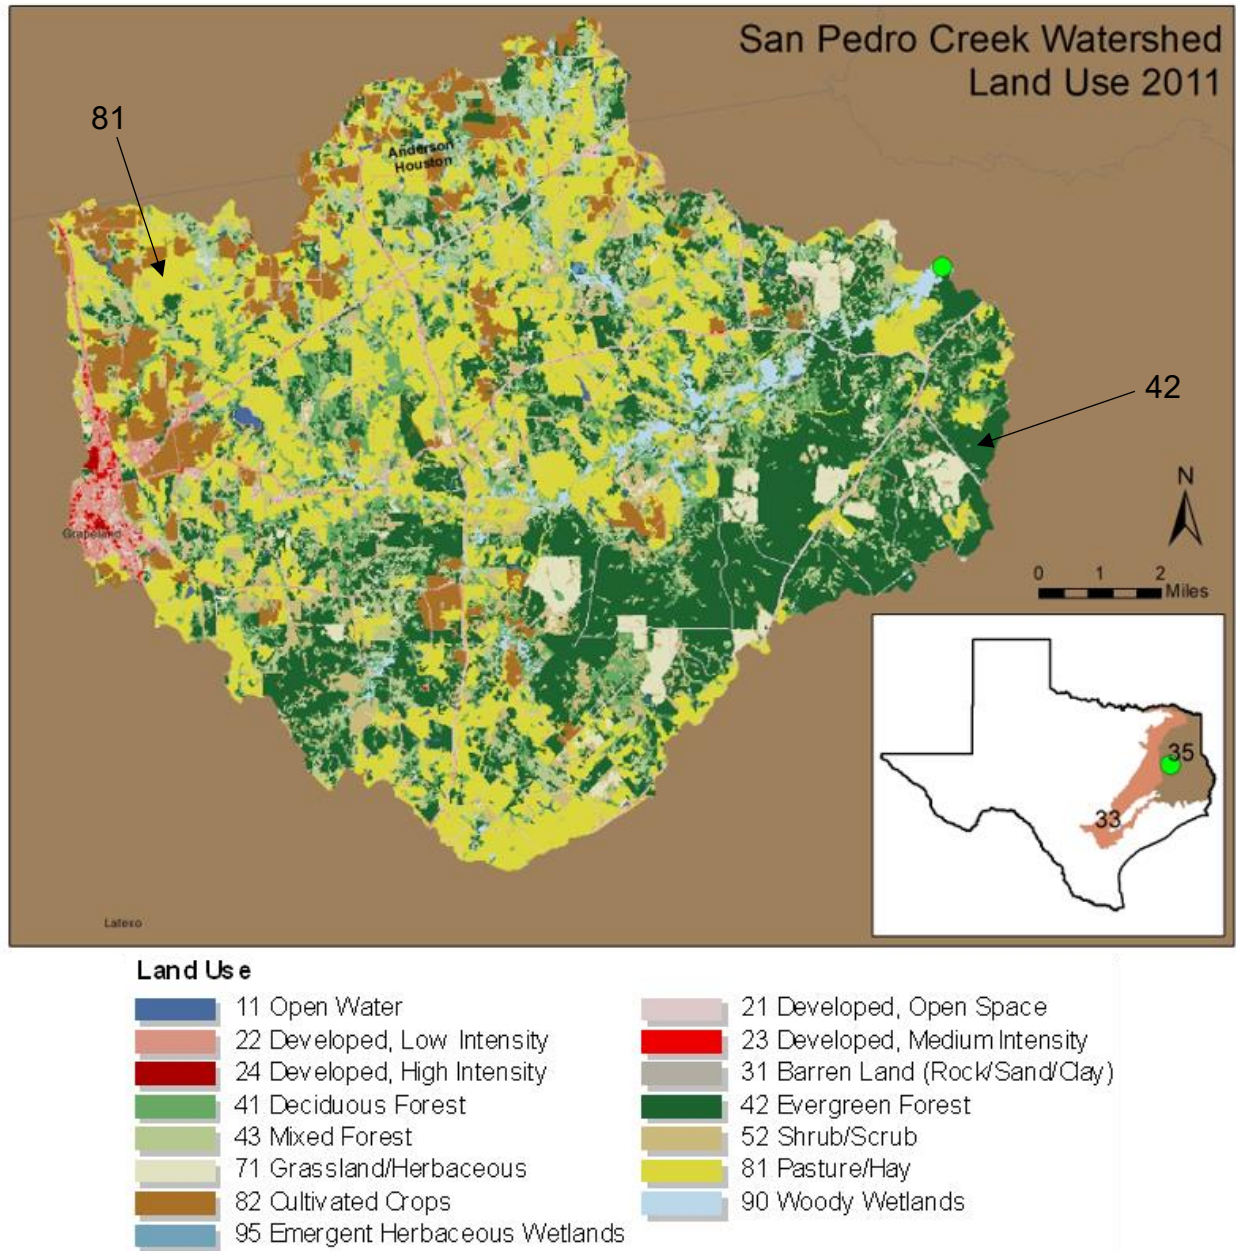 San Pedro Creek Watershed
Land Use 2011
81
Anderson
Houston
42
N
0 1 2
Miles
Grapeland
35
33
Latexo
Land Use
11 Open Water
21 Developed, Open Space
22 Developed, Low Intensity
23 Developed, Medium Intensity
24 Developed, High Intensity
31 Barren Land (Rock/Sand/Clay)
41 Deciduous Forest
42 Evergreen Forest
43 Mixed Forest
52 Shrub/Scrub
71 Grassland/Herbaceous
81 Pasture/Hay
82 Cultivated Crops
90 Woody Wetlands
95 Emergent Herbaceous Wetlands